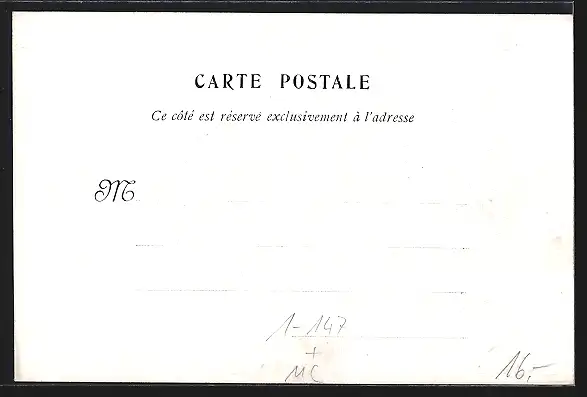 CARTE POSTALE
Ce côté est réservé exclusivement à l'adresse
M
1-147
+
MC
16,-